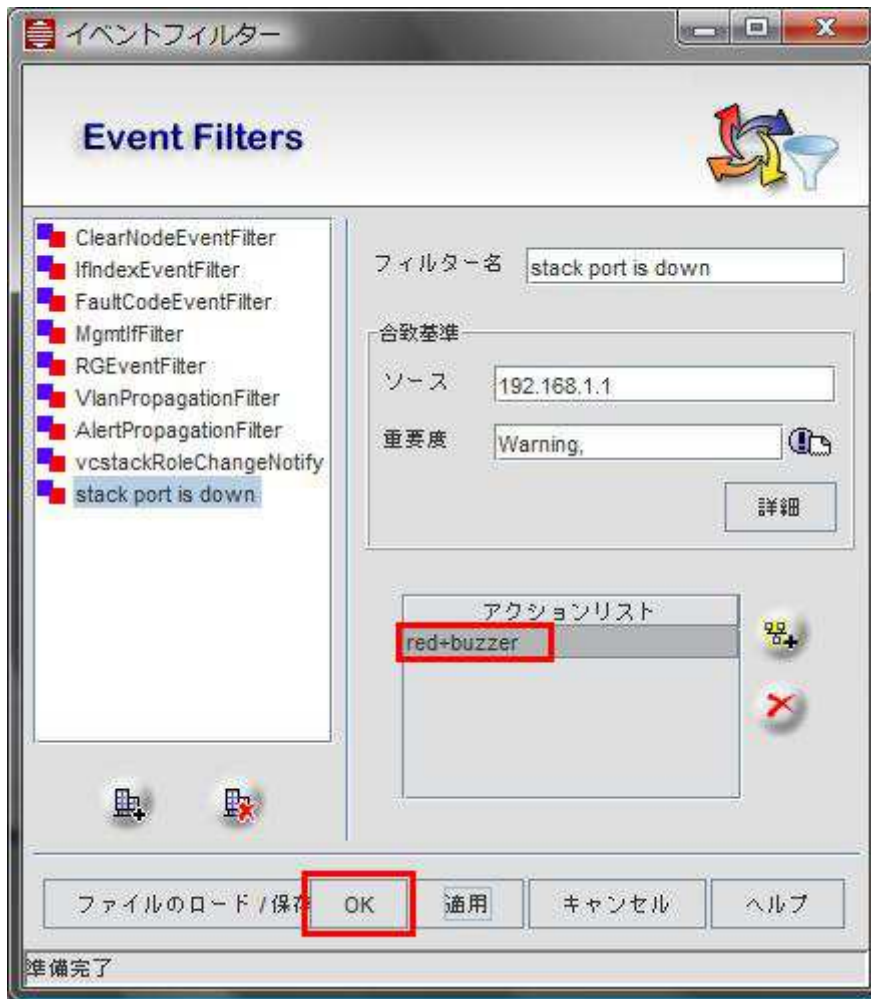 イベントフィルター
Event Filters
ClearNodeEventFilter
IfIndexEventFilter
FaultCodeEventFilter
MgmtIfFilter
RGEventFilter
VlanPropagationFilter
AlertPropagationFilter
vcstackRoleChangeNotify
stack port is down
フィルター名 stack port is down
合致基準
ソース 192.168.1.1
重要度 Warning,
詳細
アクションリスト
red+buzzer
ファイルのロード /保存 OK 適用 キャンセル ヘルプ
準備完了